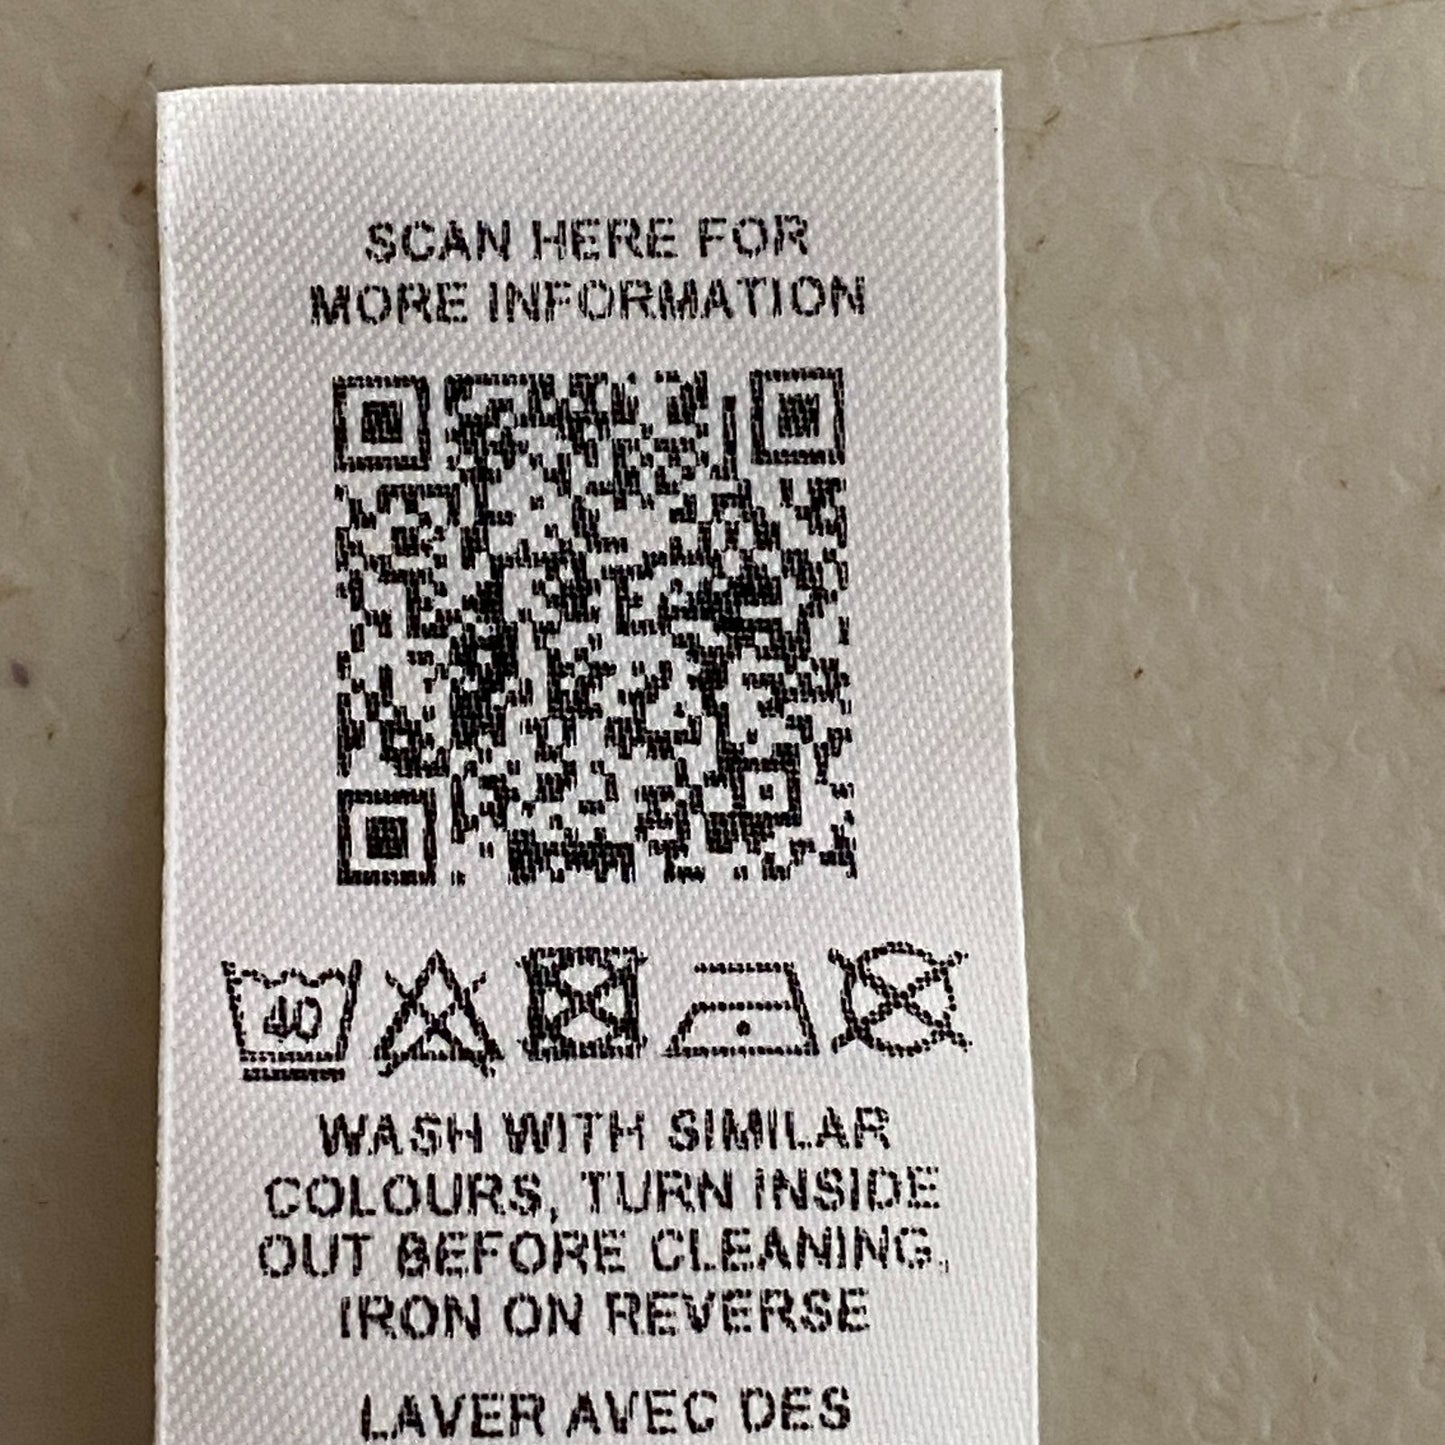 SCAN HERE FOR
MORE INFORMATION
40
WASH WITH SIMILAR
COLOURS, TURN INSIDE
OUT BEFORE CLEANING,
IRON ON REVERSE
LAVER AVEC DES